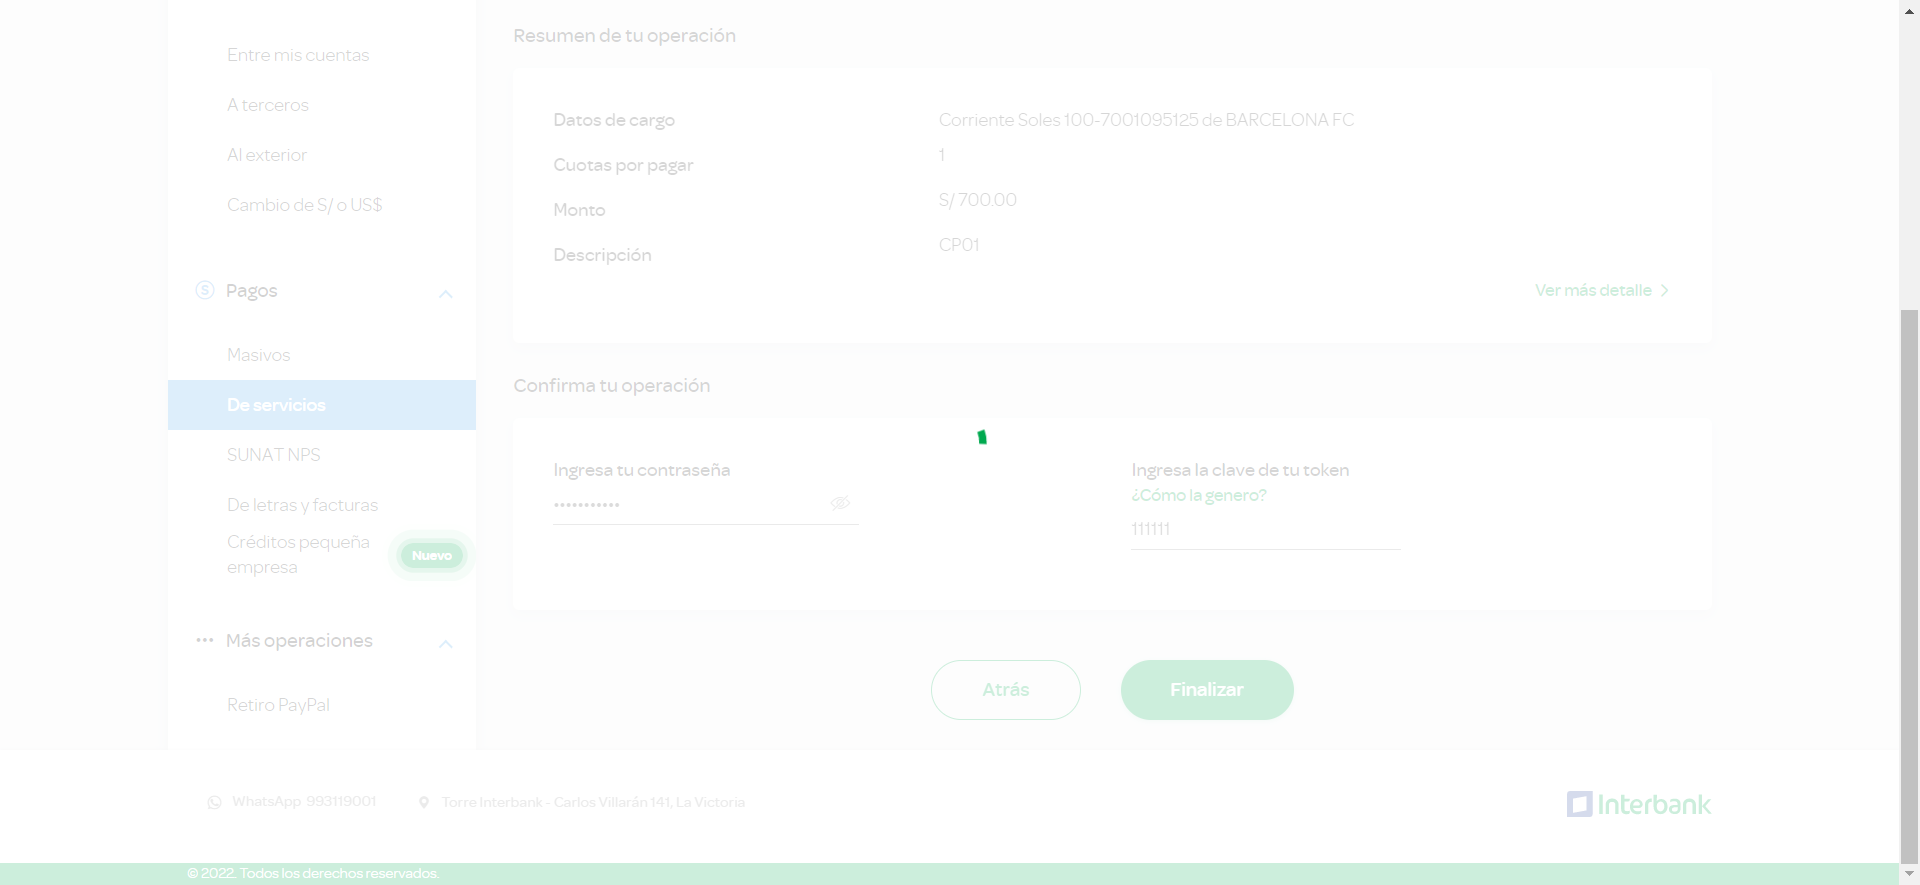 Entre mis cuentas
A terceros
Al exterior
Cambio de S/ o US$
Pagos
Masivos
De servicios
SUNAT NPS
De letras y facturas
Créditos pequeña
empresa
Nuevo
Más operaciones
Retiro PayPal
Resumen de tu operación
Datos de cargo
Corriente Soles 100-7001095125 de BARCELONA FC
Cuotas por pagar
1
Monto
S/ 700.00
Descripción
CP01
Ver más detalle
Confirma tu operación
Ingresa tu contraseña
•••••••••••
Ingresa la clave de tu token
¿Cómo la genero?
111111
Atrás
Finalizar
WhatsApp 993119001
Torre Interbank - Carlos Villarán 141, La Victoria
Interbank
© 2022. Todos los derechos reservados.